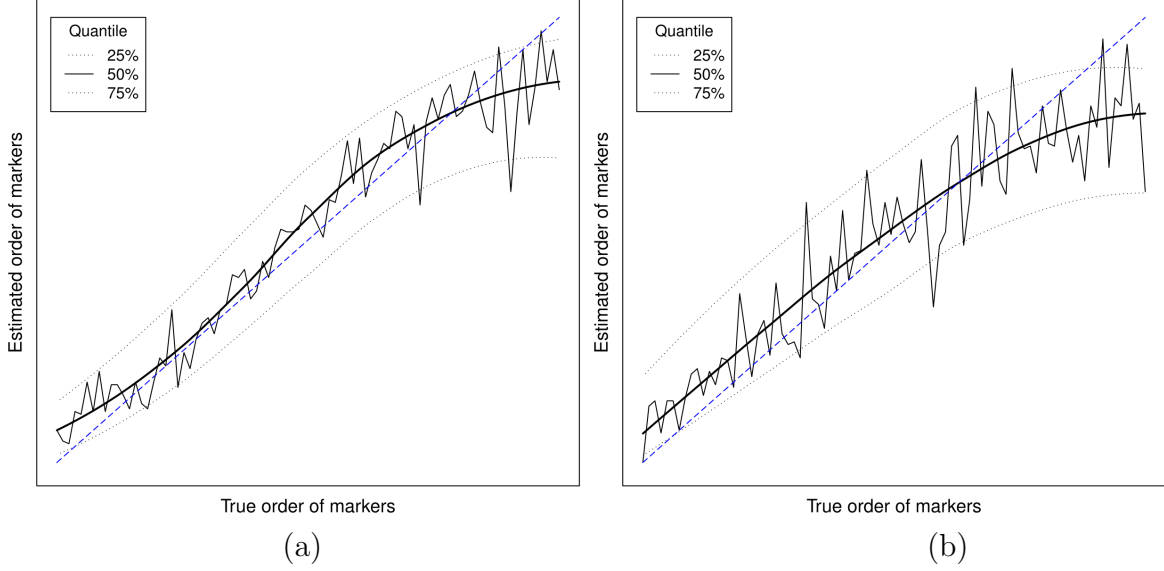 Quantile
25%
50%
75%
Estimated order of markers
True order of markers
(a)
Quantile
25%
50%
75%
Estimated order of markers
True order of markers
(b)